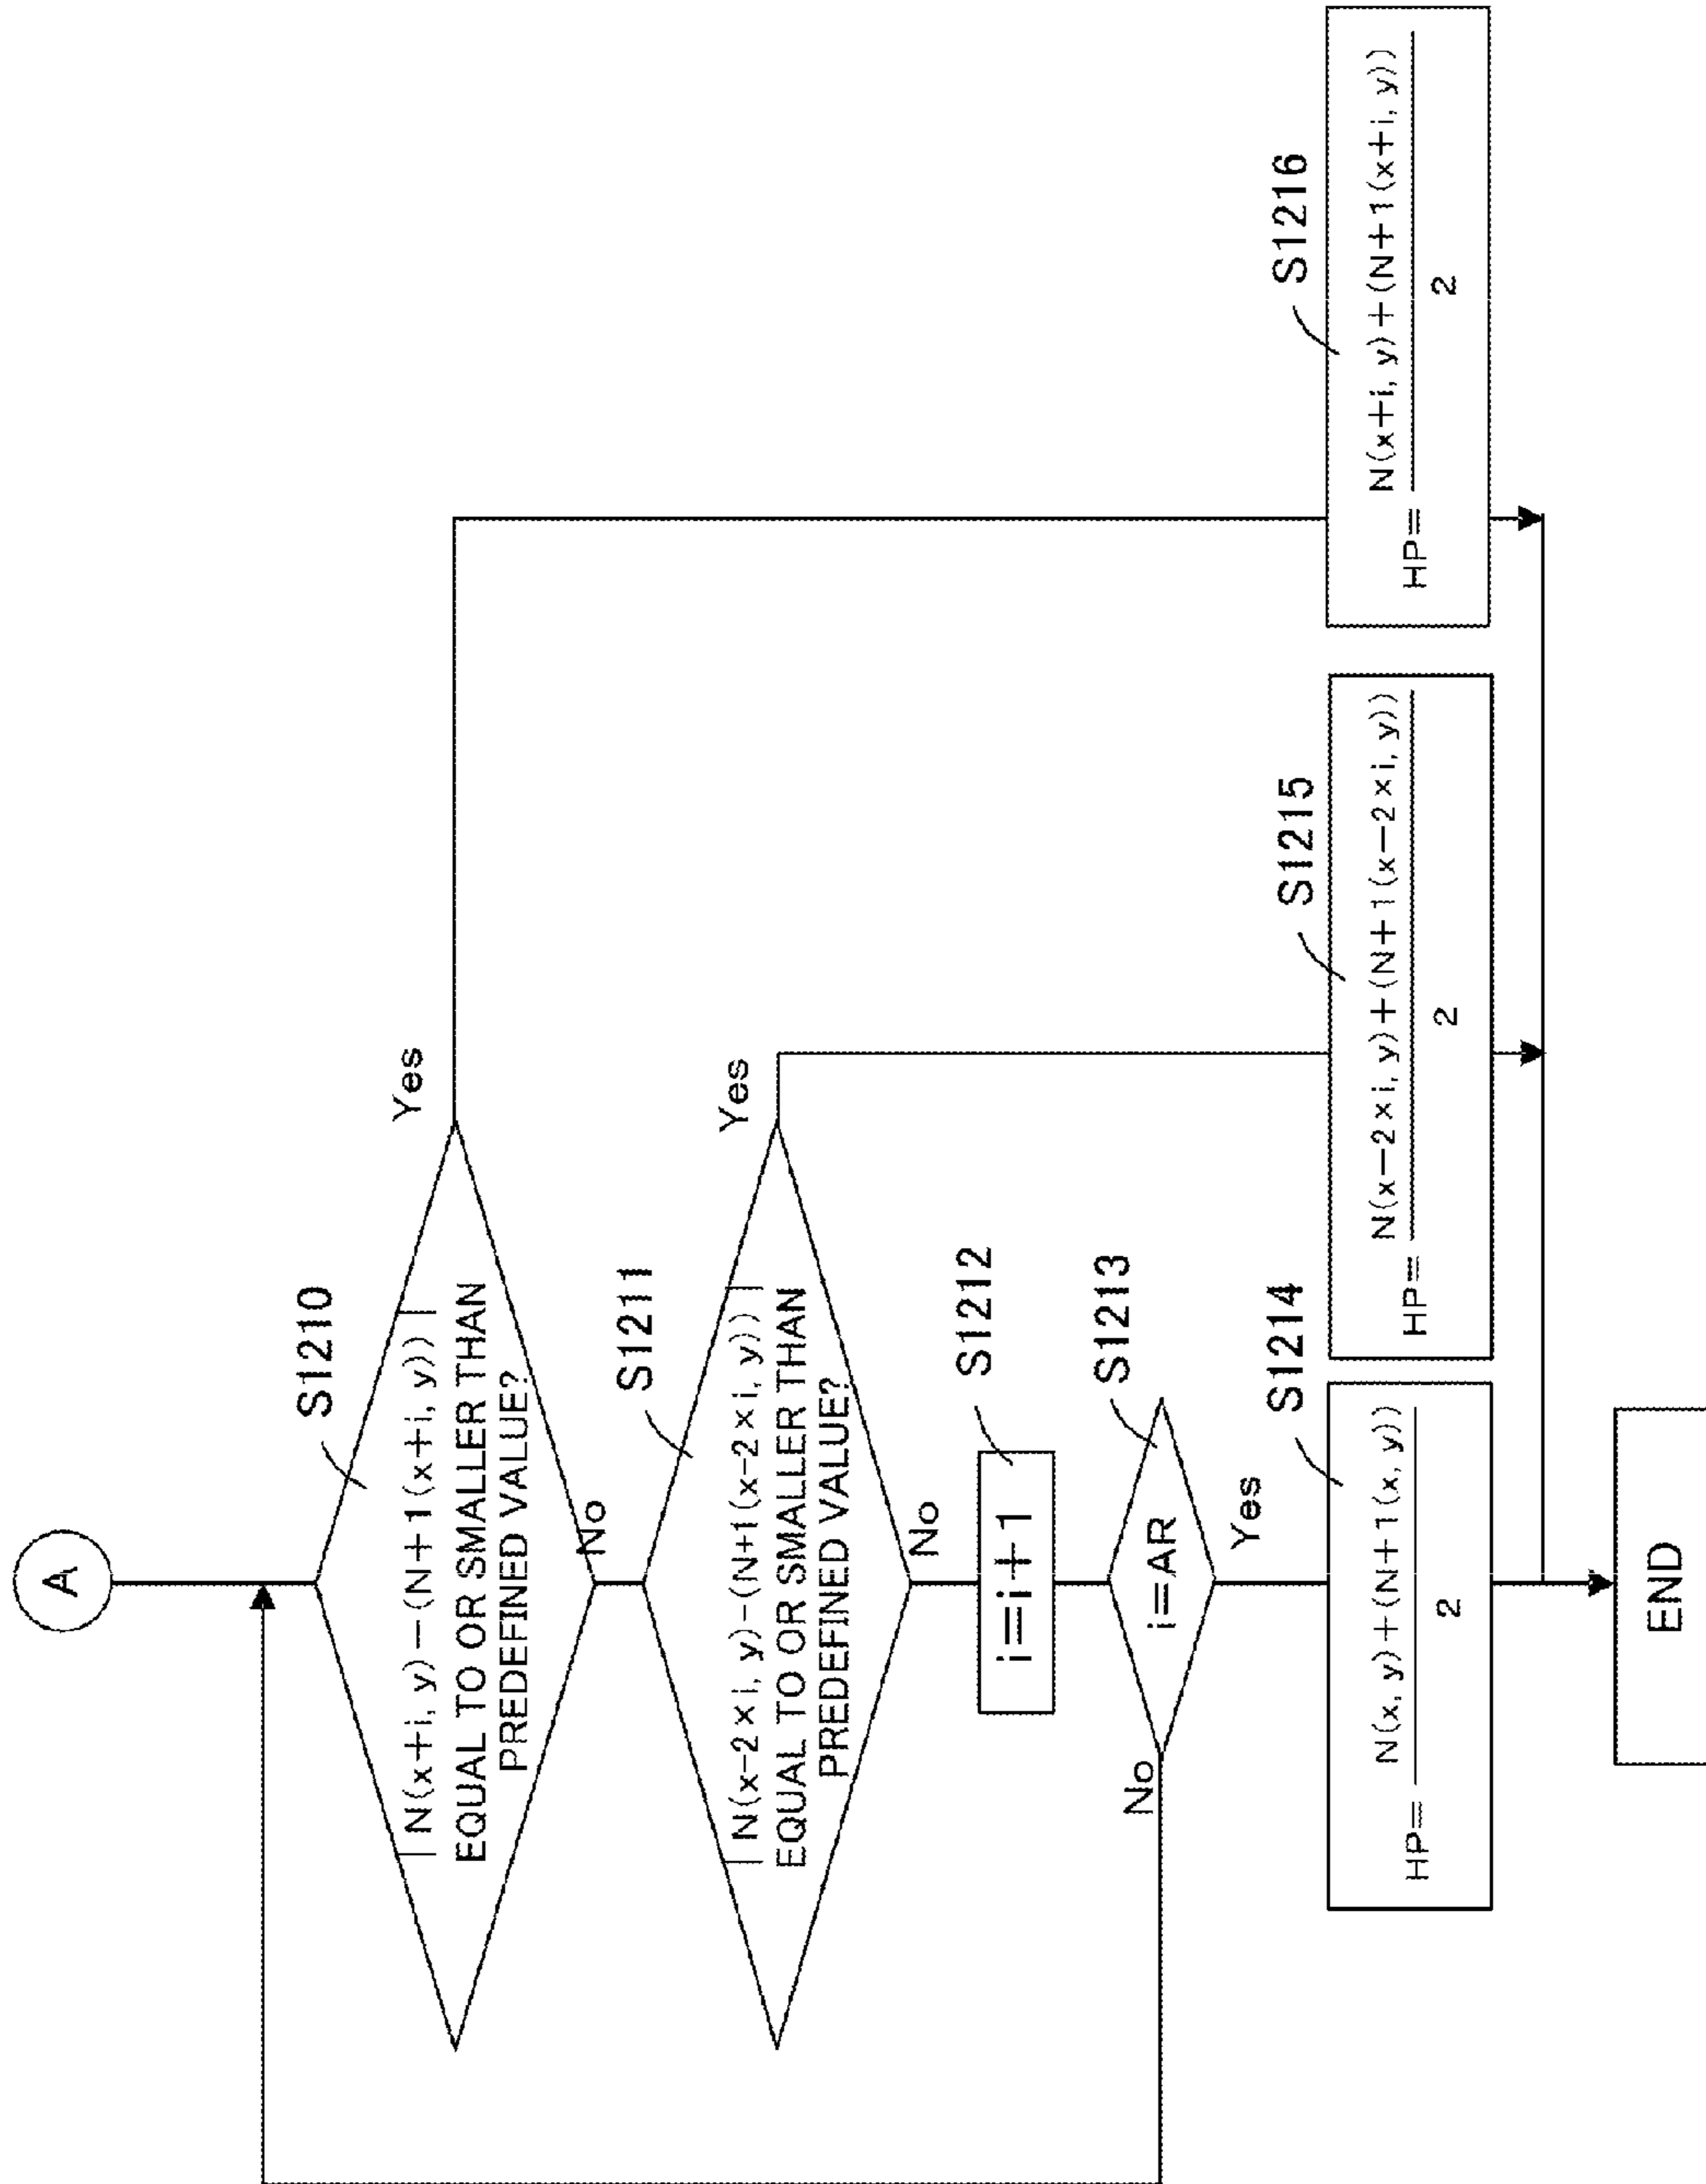 A
S1210
| N(x+i, y)-(N+1(x+i, y)) |
EQUAL TO OR SMALLER THAN
PREDEFINED VALUE?
Yes
No
S1211
| N(x-2×i, y)-(N+1(x-2×i, y)) |
EQUAL TO OR SMALLER THAN
PREDEFINED VALUE?
Yes
No
S1212
i=i+1
S1213
i=AR
No
Yes
S1214
HP= N(x, y)+(N+1(x, y))
2
S1215
HP= N(x-2×i, y)+(N+1(x-2×i, y))
2
S1216
HP= N(x+i, y)+(N+1(x+i, y))
2
END